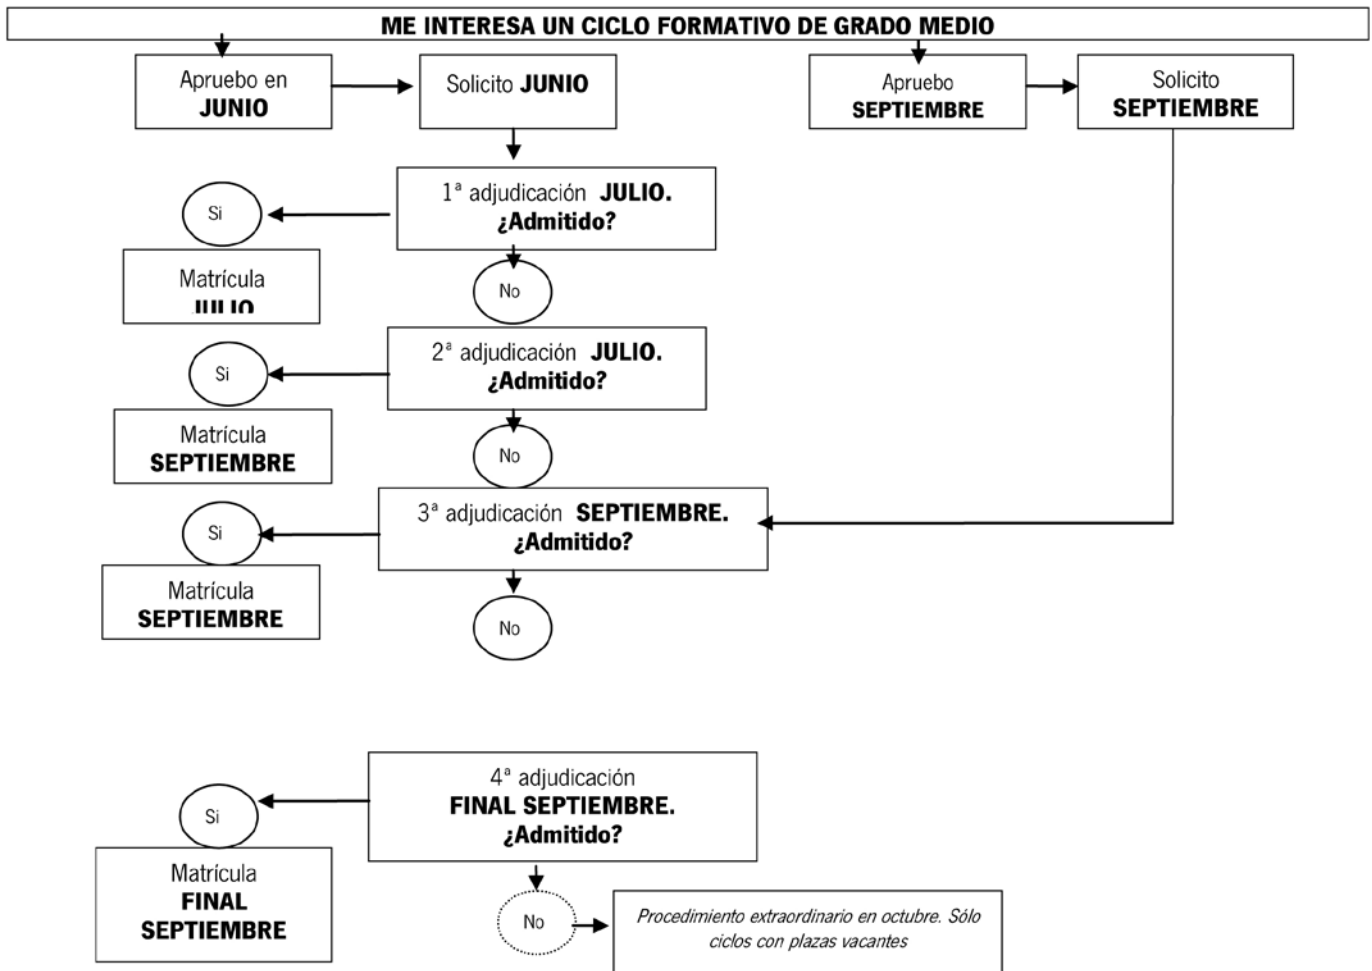 ME INTERESA UN CICLO FORMATIVO DE GRADO MEDIO
Apruebo en
JUNIO
Solicito JUNIO
Apruebo
SEPTIEMBRE
Solicito
SEPTIEMBRE
1ª adjudicación JULIO.
¿Admitido?
Si
Matrícula
JULIO
No
2ª adjudicación JULIO.
¿Admitido?
Si
Matrícula
SEPTIEMBRE
No
3ª adjudicación SEPTIEMBRE.
¿Admitido?
Si
Matrícula
SEPTIEMBRE
No
4ª adjudicación
FINAL SEPTIEMBRE.
¿Admitido?
Si
Matrícula
FINAL
SEPTIEMBRE
No
Procedimiento extraordinario en octubre. Sólo
ciclos con plazas vacantes